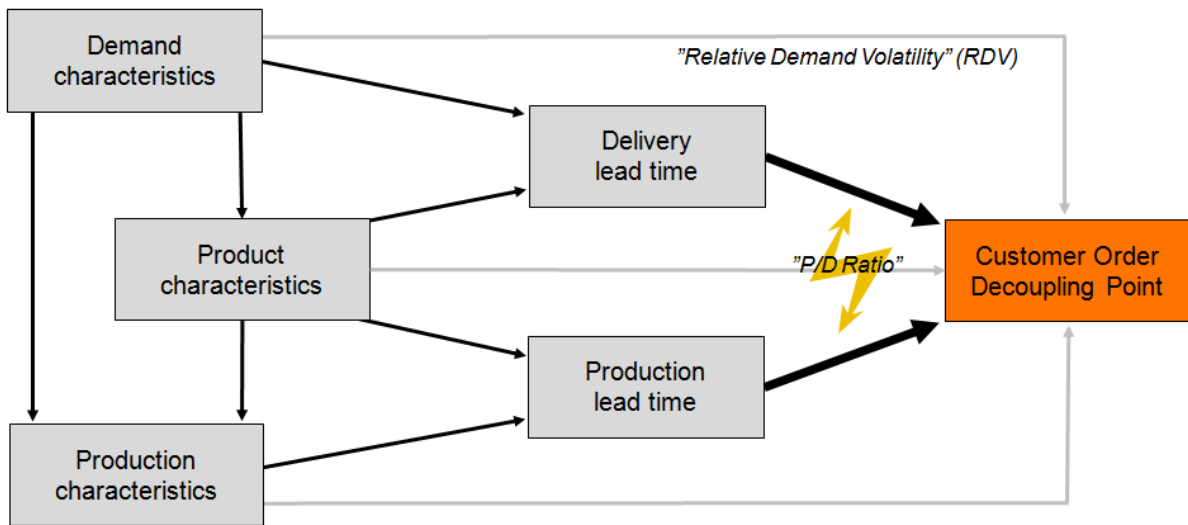 Demand
characteristics
”Relative Demand Volatility” (RDV)
Delivery
lead time
Product
characteristics
”P/D Ratio”
Customer Order
Decoupling Point
Production
lead time
Production
characteristics